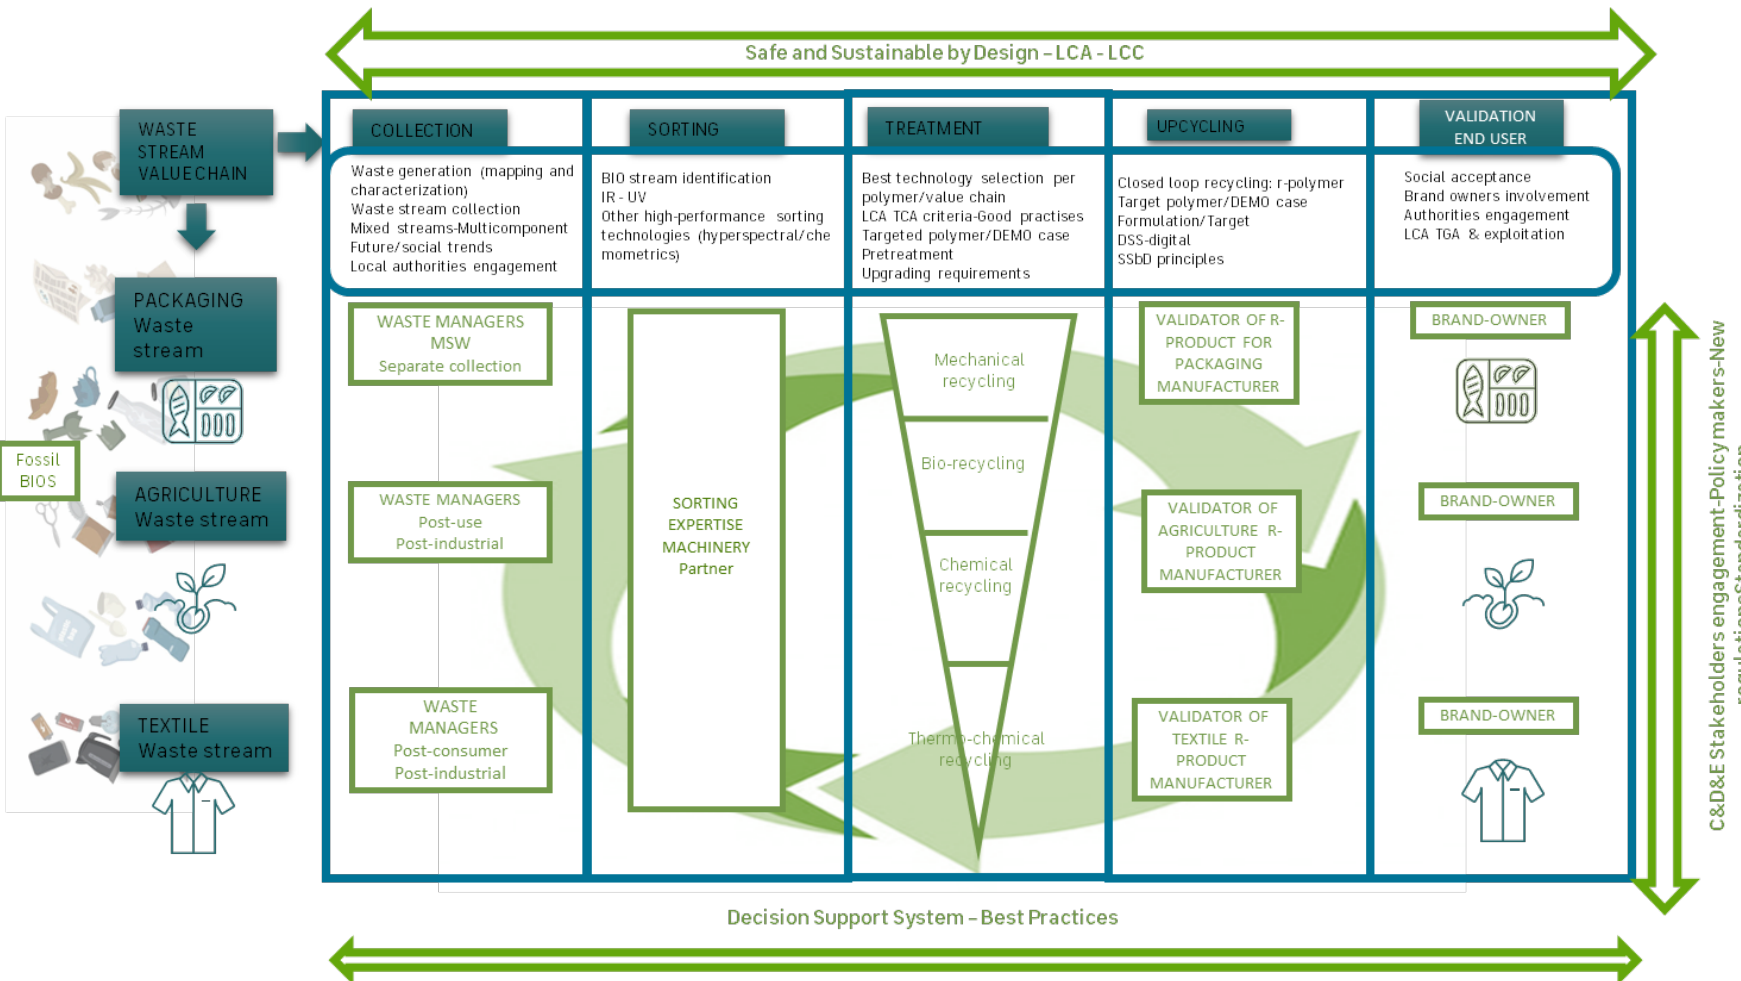 Safe and Sustainable by Design – LCA - LCC
WASTE
STREAM
VALUE CHAIN
COLLECTION
SORTING
TREATMENT
UPCYCLING
VALIDATION
END USER
Waste generation (mapping and
characterization)
Waste stream collection
Mixed streams-Multicomponent
Future/social trends
Local authorities engagement
BIO stream identification
IR - UV
Other high-performance sorting
technologies (hyperspectral/che
mometrics)
Best technology selection per
polymer/value chain
LCA TCA criteria-Good practises
Targeted polymer/DEMO case
Pretreatment
Upgrading requirements
Closed loop recycling: r-polymer
Target polymer/DEMO case
Formulation/Target
DSS-digital
SSbD principles
Social acceptance
Brand owners involvement
Authorities engagement
LCA TGA & exploitation
PACKAGING
Waste
stream
WASTE MANAGERS
MSW
Separate collection
Mechanical
recycling
VALIDATOR OF R-
PRODUCT FOR
PACKAGING
MANUFACTURER
BRAND-OWNER
Fossil
BIOS
AGRICULTURE
Waste stream
WASTE MANAGERS
Post-use
Post-industrial
SORTING
EXPERTISE
MACHINERY
Partner
Bio-recycling
Chemical
recycling
VALIDATOR OF
AGRICULTURE R-
PRODUCT
MANUFACTURER
BRAND-OWNER
TEXTILE
Waste stream
WASTE
MANAGERS
Post-consumer
Post-industrial
Thermo-chemical
recycling
VALIDATOR OF
TEXTILE R-
PRODUCT
MANUFACTURER
BRAND-OWNER
C&D&E Stakeholders engagement-Policymakers-New
regulationsStanderdization
Decision Support System – Best Practices